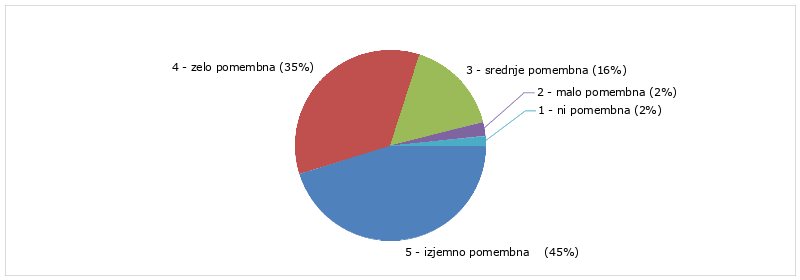 4 - zelo pomembna (35%)
3 - srednje pomembna (16%)
2 - malo pomembna (2%)
1 - ni pomembna (2%)
5 - izjemno pomembna (45%)